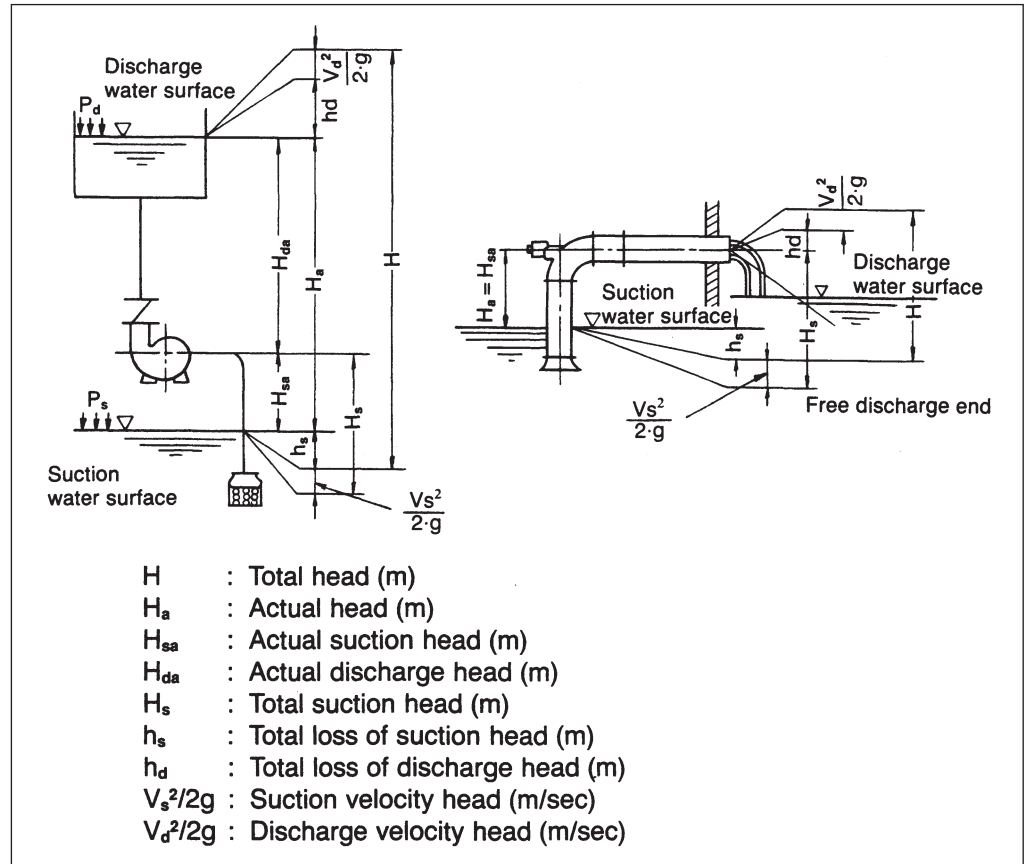 Discharge
water surface
P_d
V_d²
2·g
hd
H_da
H_a
H
P_s
H_sa
H_s
h_s
Suction
water surface
Vs²
2·g
V_d²
2·g
hd
H_a = H_sa
Suction
water surface
Discharge
water surface
h_s
H_s
H
Vs²
2·g
Free discharge end
H : Total head (m)
H_a : Actual head (m)
H_sa : Actual suction head (m)
H_da : Actual discharge head (m)
H_s : Total suction head (m)
h_s : Total loss of suction head (m)
h_d : Total loss of discharge head (m)
V_s²/2g : Suction velocity head (m/sec)
V_d²/2g : Discharge velocity head (m/sec)